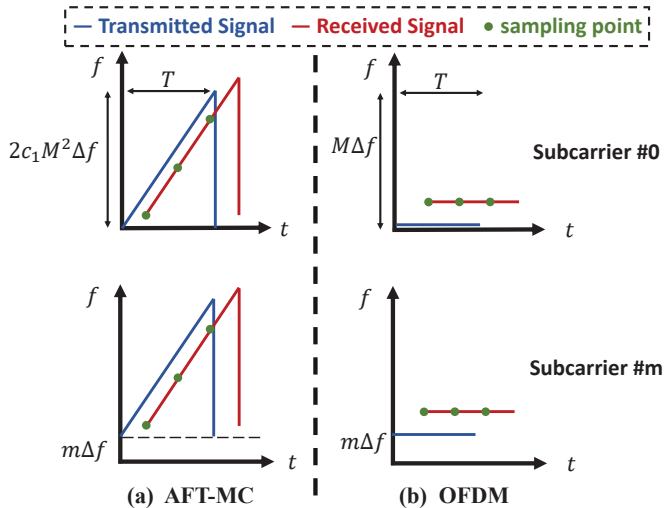 Transmitted Signal Received Signal sampling point
f
T
2c₁M²Δf
t
f
T
MΔf
Subcarrier #0
t
f
mΔf
t
f
Subcarrier #m
mΔf
t
(a) AFT-MC
(b) OFDM